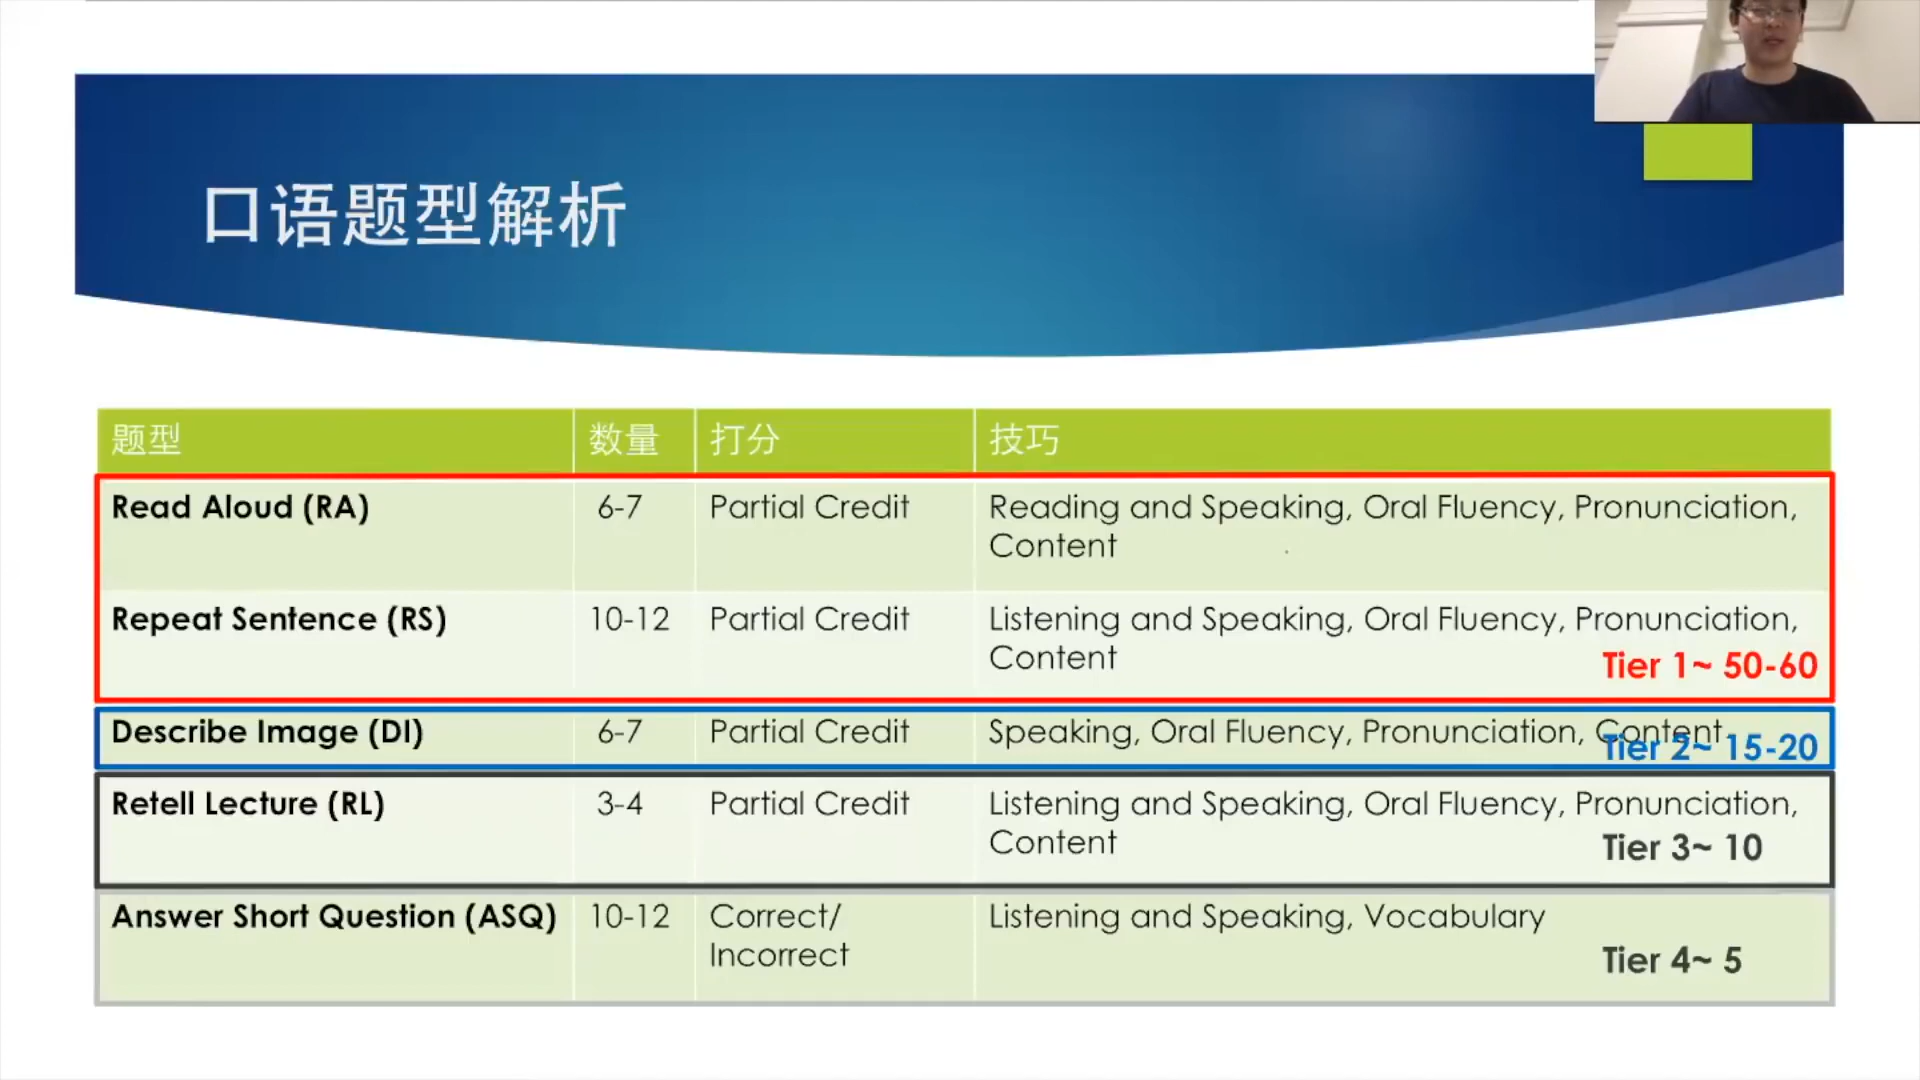 口语题型解析
题型 数量 打分 技巧
Read Aloud (RA) 6-7 Partial Credit Reading and Speaking, Oral Fluency, Pronunciation,
Content
Repeat Sentence (RS) 10-12 Partial Credit Listening and Speaking, Oral Fluency, Pronunciation,
Content
Tier 1~ 50-60
Describe Image (DI) 6-7 Partial Credit Speaking, Oral Fluency, Pronunciation, Content
Tier 2~ 15-20
Retell Lecture (RL) 3-4 Partial Credit Listening and Speaking, Oral Fluency, Pronunciation,
Content
Tier 3~ 10
Answer Short Question (ASQ) 10-12 Correct/ Listening and Speaking, Vocabulary
Incorrect
Tier 4~ 5